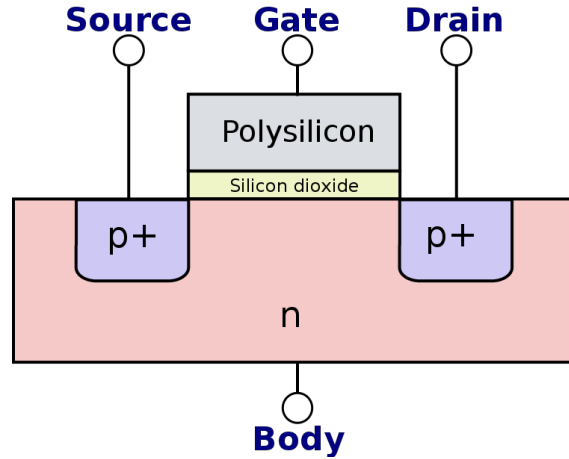 Source Gate Drain
Polysilicon
Silicon dioxide
p+ p+
n
Body